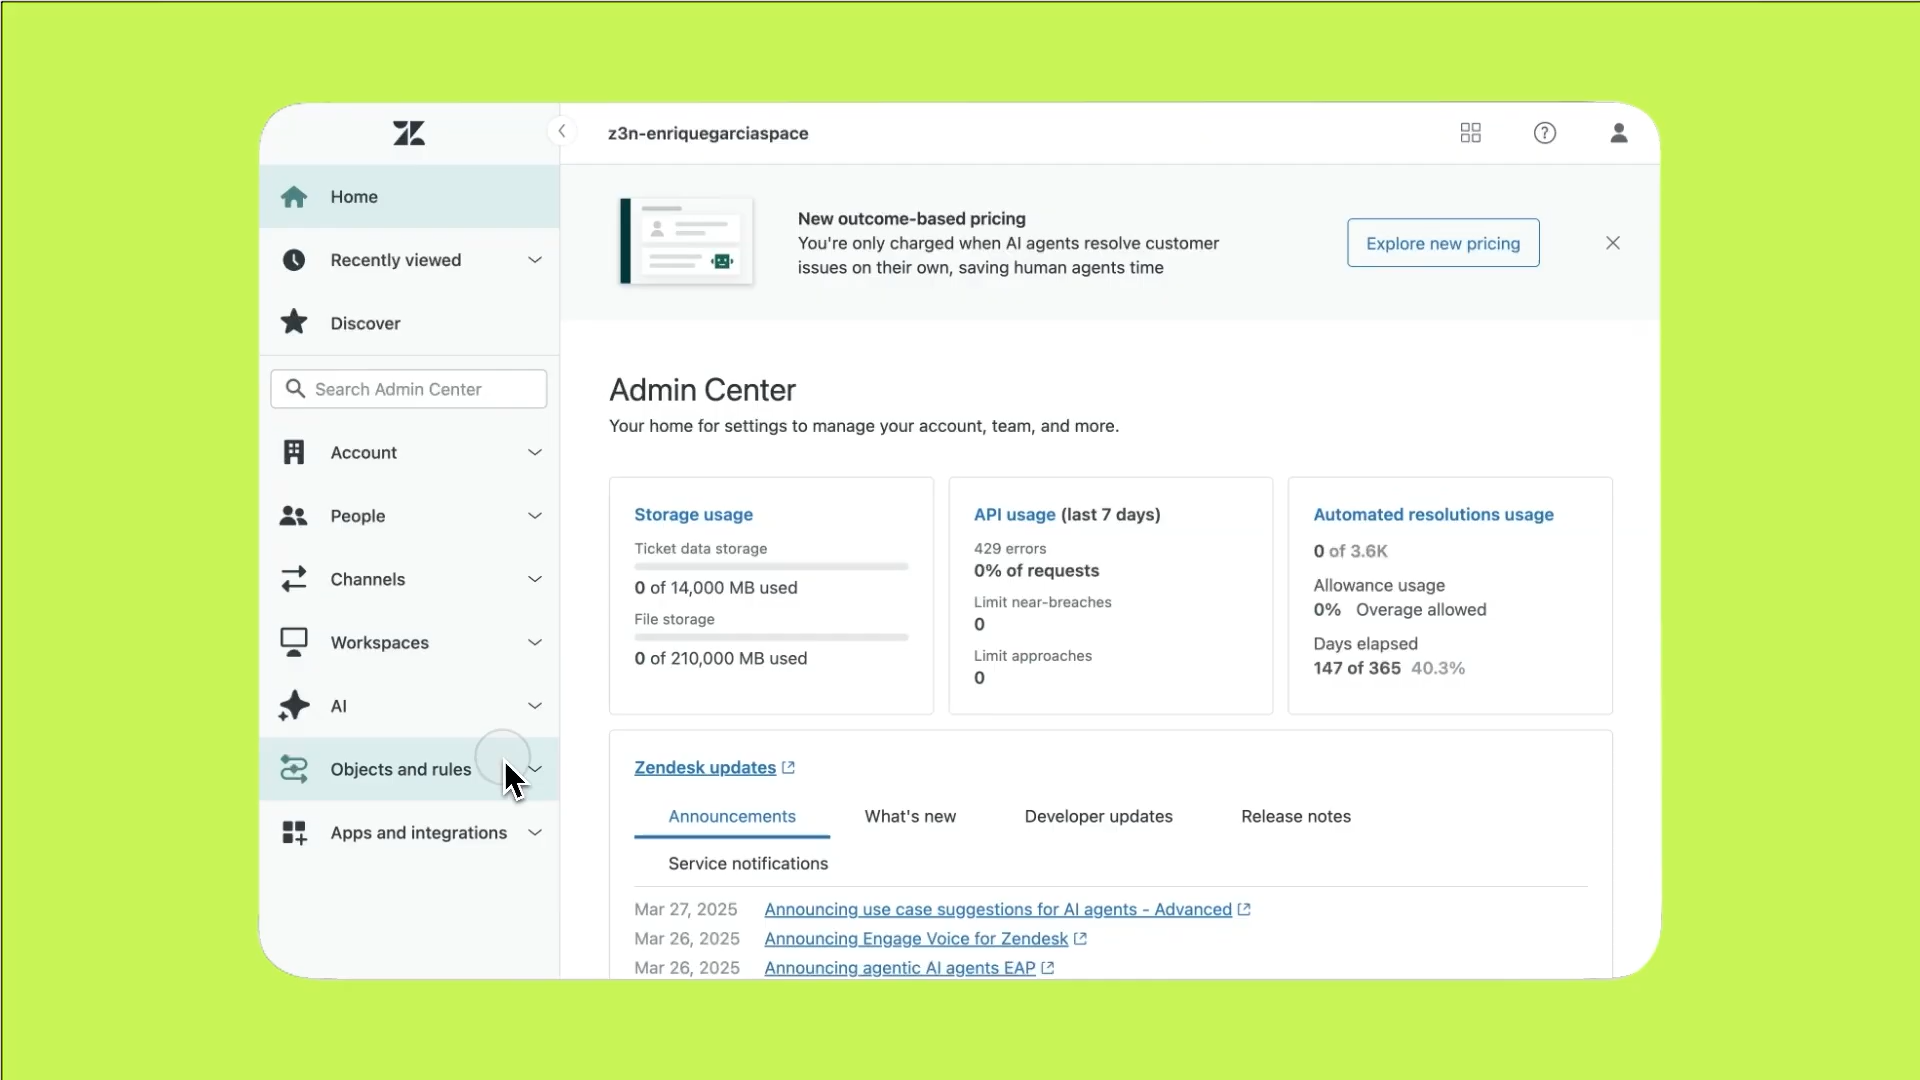 z3n-enriquegarciaspace
Home
Recently viewed
Discover
Search Admin Center
Account
People
Channels
Workspaces
AI
Objects and rules
Apps and integrations
New outcome-based pricing
You're only charged when AI agents resolve customer
issues on their own, saving human agents time
Explore new pricing
Admin Center
Your home for settings to manage your account, team, and more.
Storage usage
Ticket data storage
0 of 14,000 MB used
File storage
0 of 210,000 MB used
API usage (last 7 days)
429 errors
0% of requests
Limit near-breaches
0
Limit approaches
0
Automated resolutions usage
0 of 3.6K
Allowance usage
0% Overage allowed
Days elapsed
147 of 365 40.3%
Zendesk updates
Announcements What's new Developer updates Release notes
Service notifications
Mar 27, 2025 Announcing use case suggestions for AI agents - Advanced
Mar 26, 2025 Announcing Engage Voice for Zendesk
Mar 26, 2025 Announcing agentic AI agents EAP